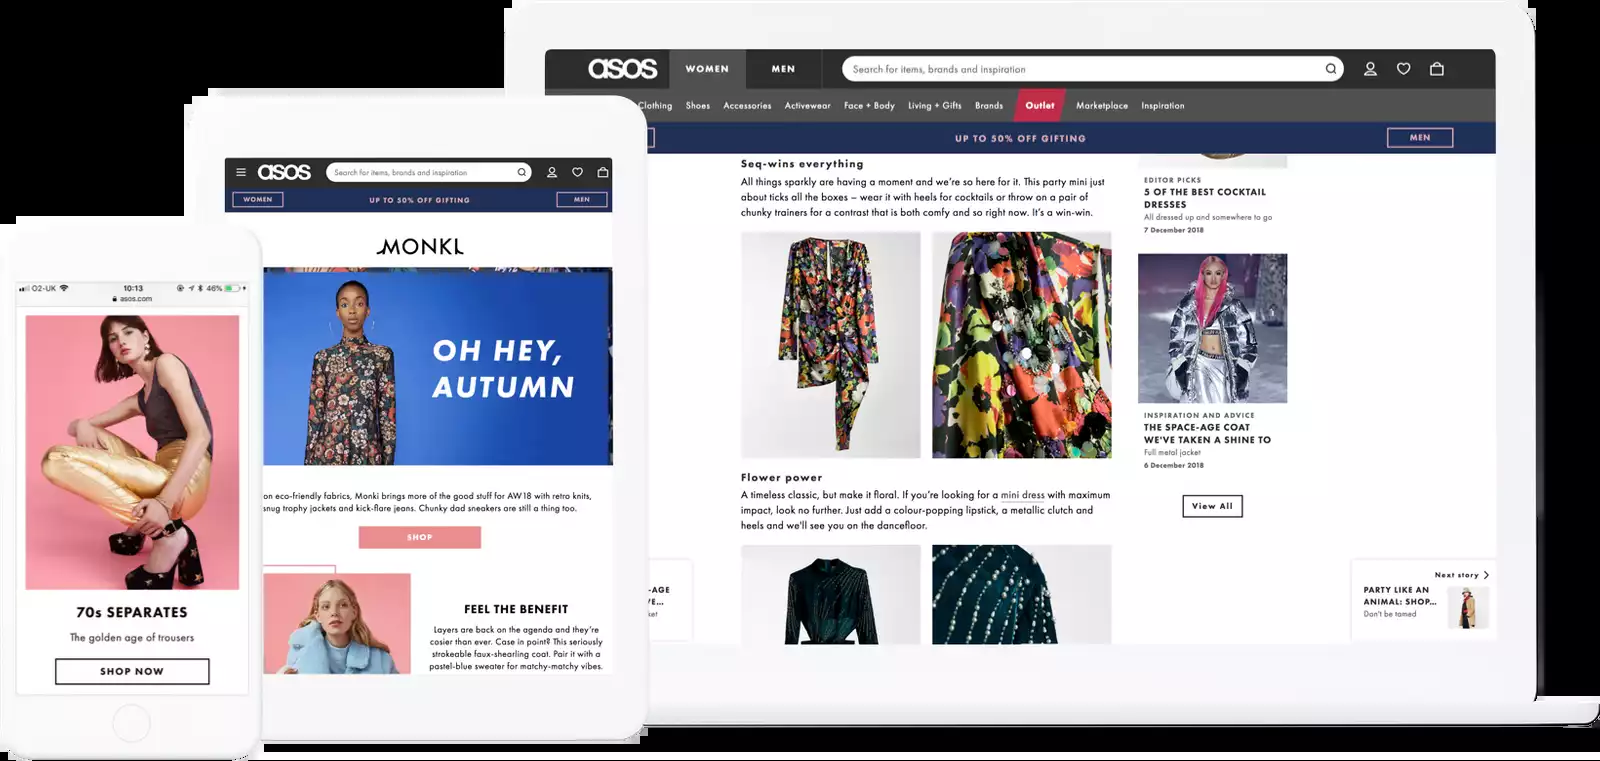 O2-UK
10:13
46%
asos.com
70s SEPARATES
The golden age of trousers
SHOP NOW
asos
Search for items, brands and inspiration
WOMEN
UP TO 50% OFF GIFTING
MEN
MONKI
OH HEY,
AUTUMN
on eco-friendly fabrics, Monki brings more of the good stuff for AW18 with retro knits,
snug trophy jackets and kick-flare jeans. Chunky dad sneakers are still a thing too.
SHOP
FEEL THE BENEFIT
Layers are back on the agenda and they're
cosier than ever. Case in point? This seriously
strokeable faux-shearling coat. Pair it with a
pastel-blue sweater for matchy-matchy vibes.
asos
WOMEN
MEN
Search for items, brands and inspiration
Clothing Shoes Accessories Activewear Face + Body Living + Gifts Brands Outlet Marketplace Inspiration
UP TO 50% OFF GIFTING
MEN
Seq-wins everything
All things sparkly are having a moment and we're so here for it. This party mini just
about ticks all the boxes – wear it with heels for cocktails or throw on a pair of
chunky trainers for a contrast that is both comfy and so right now. It's a win-win.
Flower power
A timeless classic, but make it floral. If you're looking for a mini dress with maximum
impact, look no further. Just add a colour-popping lipstick, a metallic clutch and
heels and we'll see you on the dancefloor.
EDITOR PICKS
5 OF THE BEST COCKTAIL
DRESSES
All dressed up and somewhere to go
7 December 2018
INSPIRATION AND ADVICE
THE SPACE-AGE COAT
WE'VE TAKEN A SHINE TO
Full metal jacket
6 December 2018
View All
-AGE
'VE...
ket
Next story
PARTY LIKE AN
ANIMAL: SHOP...
Don't be tamed